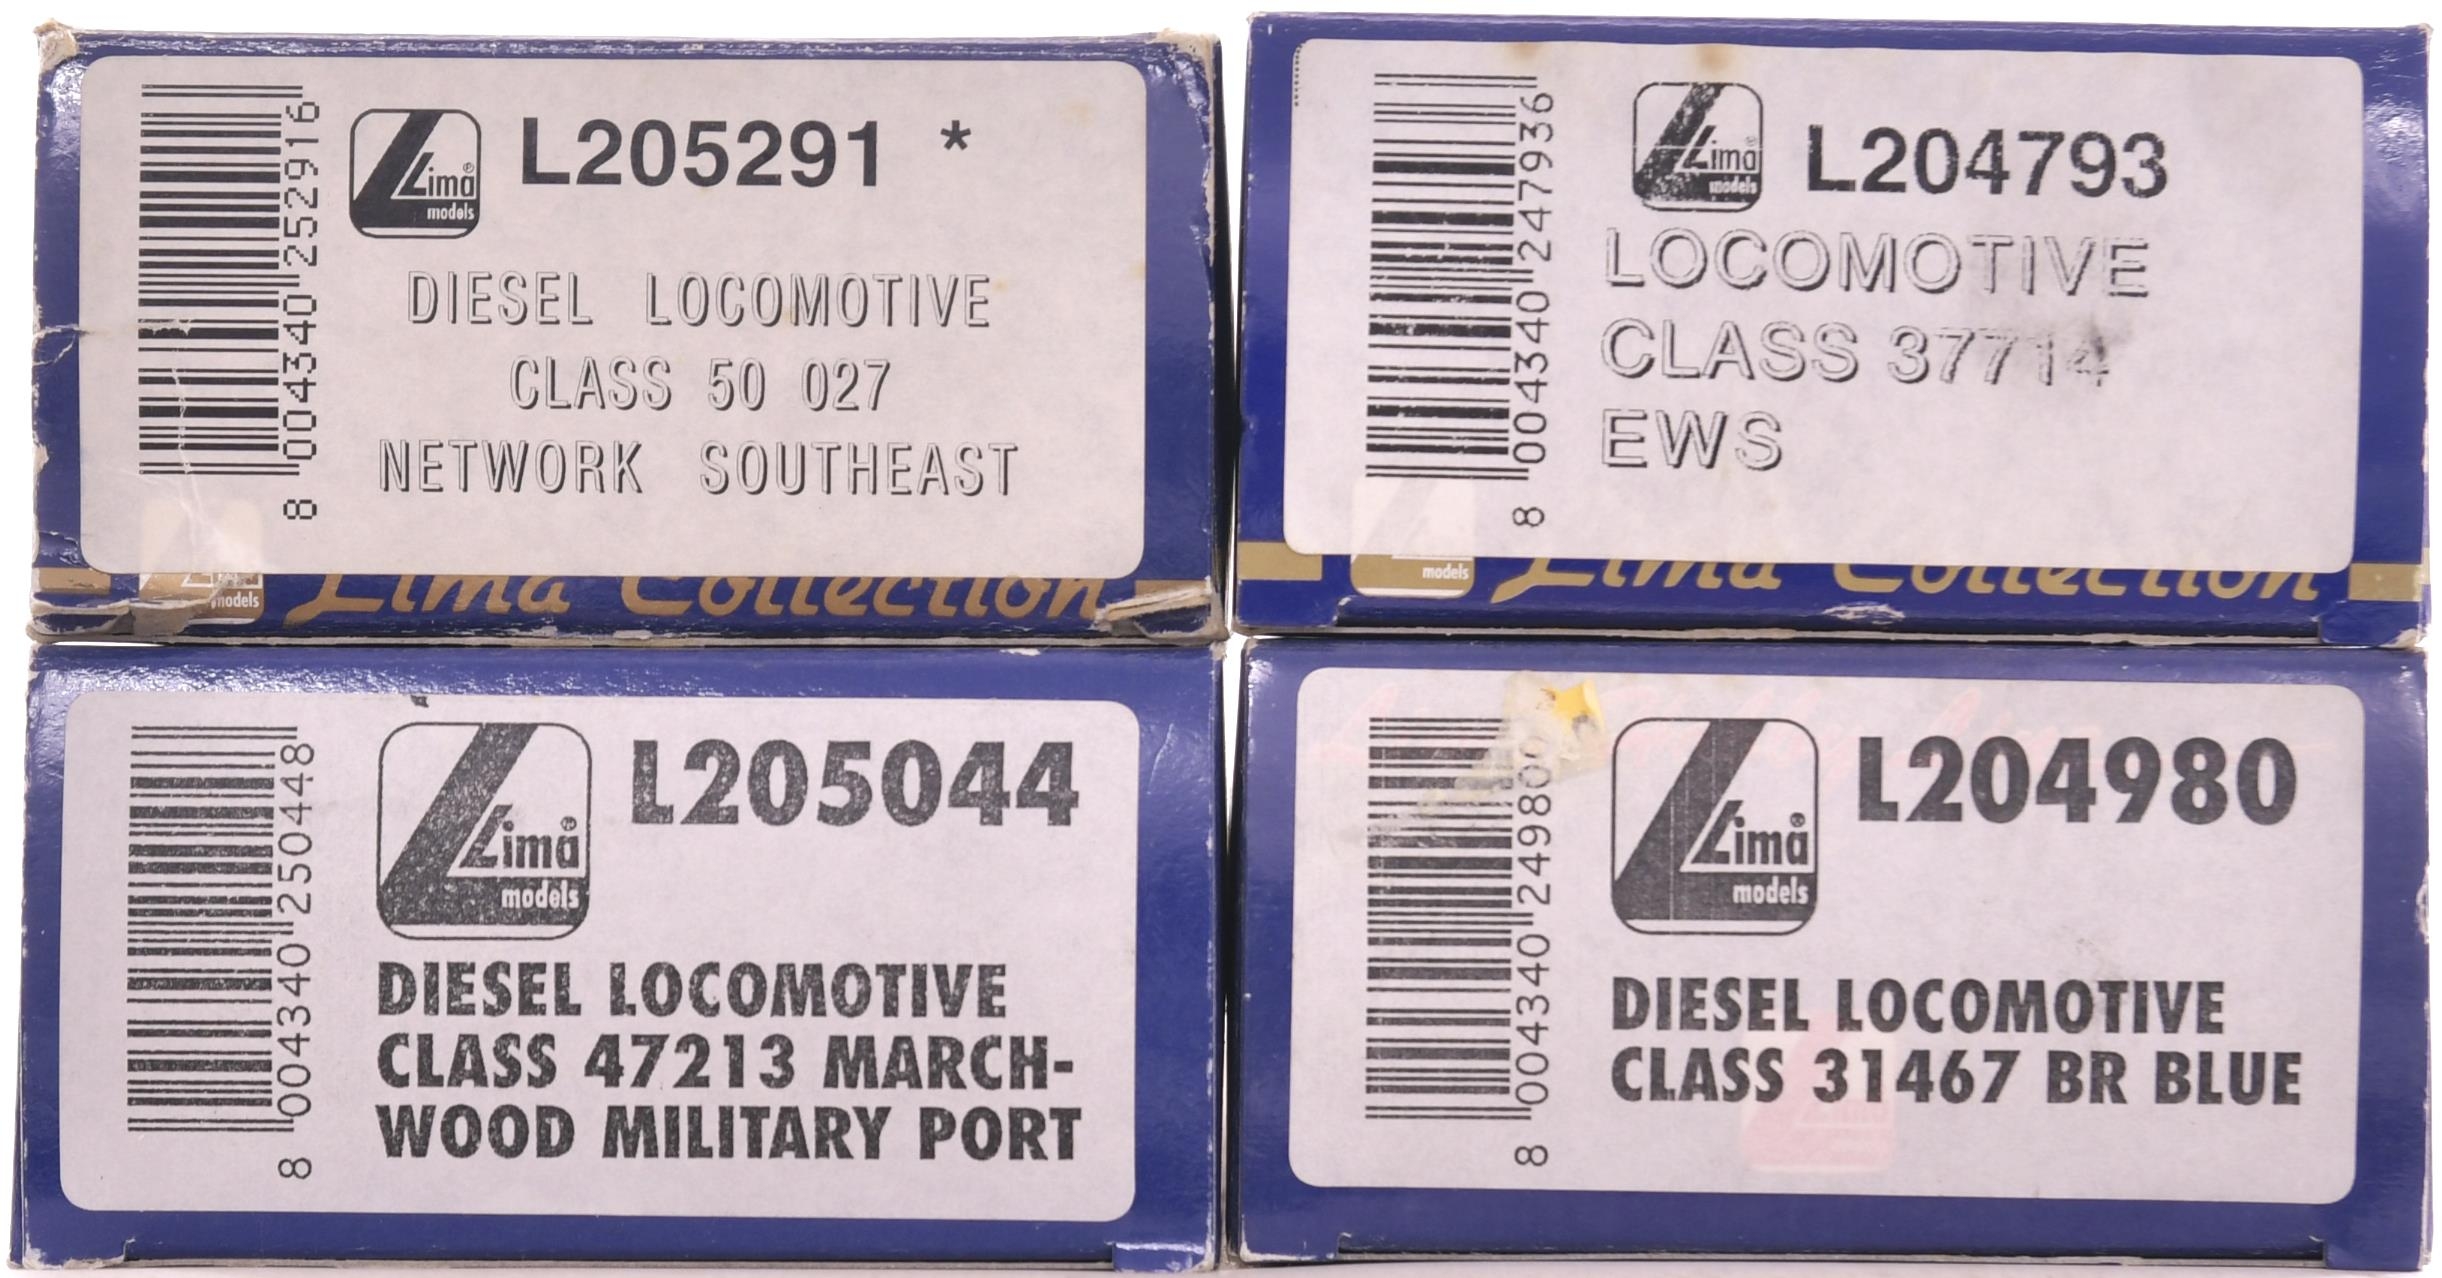 8 004340 252916
Lima®
models
L205291 *
DIESEL LOCOMOTIVE
CLASS 50 027
NETWORK SOUTHEAST
models
Lima Collection
8 004340 247936
Lima®
models
L204793
LOCOMOTIVE
CLASS 37714
EWS
models
Lima Collection
8 004340 250448
Lima®
models
L205044
DIESEL LOCOMOTIVE
CLASS 47213 MARCH-
WOOD MILITARY PORT
8 004340 249800
Lima®
models
L204980
DIESEL LOCOMOTIVE
CLASS 31467 BR BLUE